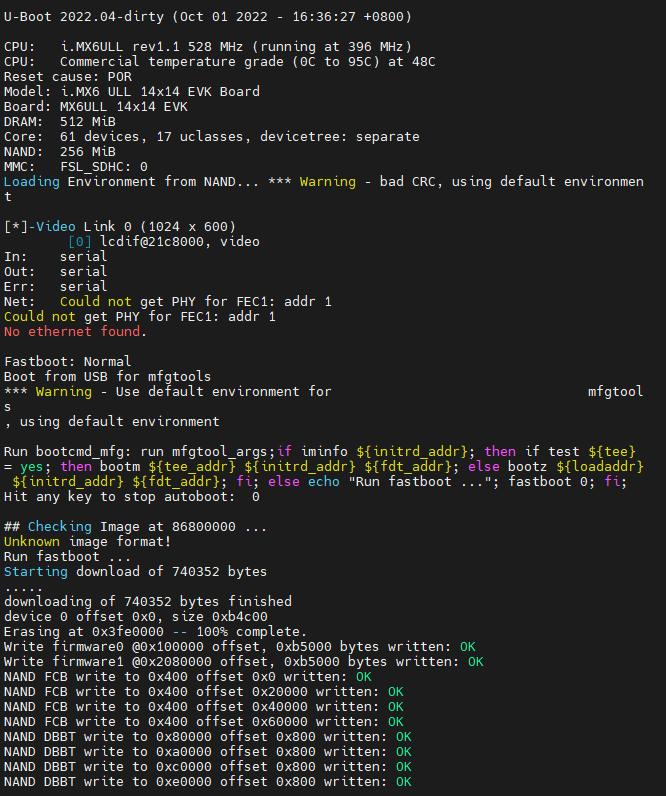 U-Boot 2022.04-dirty (Oct 01 2022 - 16:36:27 +0800)
CPU:   i.MX6ULL rev1.1 528 MHz (running at 396 MHz)
CPU:   Commercial temperature grade (0C to 95C) at 48C
Reset cause: POR
Model: i.MX6 ULL 14x14 EVK Board
Board: MX6ULL 14x14 EVK
DRAM:  512 MiB
Core:  61 devices, 17 uclasses, devicetree: separate
NAND:  256 MiB
MMC:   FSL_SDHC: 0
Loading Environment from NAND... *** Warning - bad CRC, using default environmen
t
[*]-Video Link 0 (1024 x 600)
        [0] lcdif@21c8000, video
In:    serial
Out:   serial
Err:   serial
Net:   Could not get PHY for FEC1: addr 1
Could not get PHY for FEC1: addr 1
No ethernet found.
Fastboot: Normal
Boot from USB for mfgtools
*** Warning - Use default environment for                                mfgtool
s
, using default environment
Run bootcmd_mfg: run mfgtool_args;if iminfo ${initrd_addr}; then if test ${tee}
= yes; then bootm ${tee_addr} ${initrd_addr} ${fdt_addr}; else bootz ${loadaddr}
 ${initrd_addr} ${fdt_addr}; fi; else echo "Run fastboot ..."; fastboot 0; fi;
Hit any key to stop autoboot:  0
## Checking Image at 86800000 ...
Unknown image format!
Run fastboot ...
Starting download of 740352 bytes
.....
downloading of 740352 bytes finished
device 0 offset 0x0, size 0xb4c00
Erasing at 0x3fe0000 -- 100% complete.
Write firmware0 @0x100000 offset, 0xb5000 bytes written: OK
Write firmware1 @0x2080000 offset, 0xb5000 bytes written: OK
NAND FCB write to 0x400 offset 0x0 written: OK
NAND FCB write to 0x400 offset 0x20000 written: OK
NAND FCB write to 0x400 offset 0x40000 written: OK
NAND FCB write to 0x400 offset 0x60000 written: OK
NAND DBBT write to 0x80000 offset 0x800 written: OK
NAND DBBT write to 0xa0000 offset 0x800 written: OK
NAND DBBT write to 0xc0000 offset 0x800 written: OK
NAND DBBT write to 0xe0000 offset 0x800 written: OK